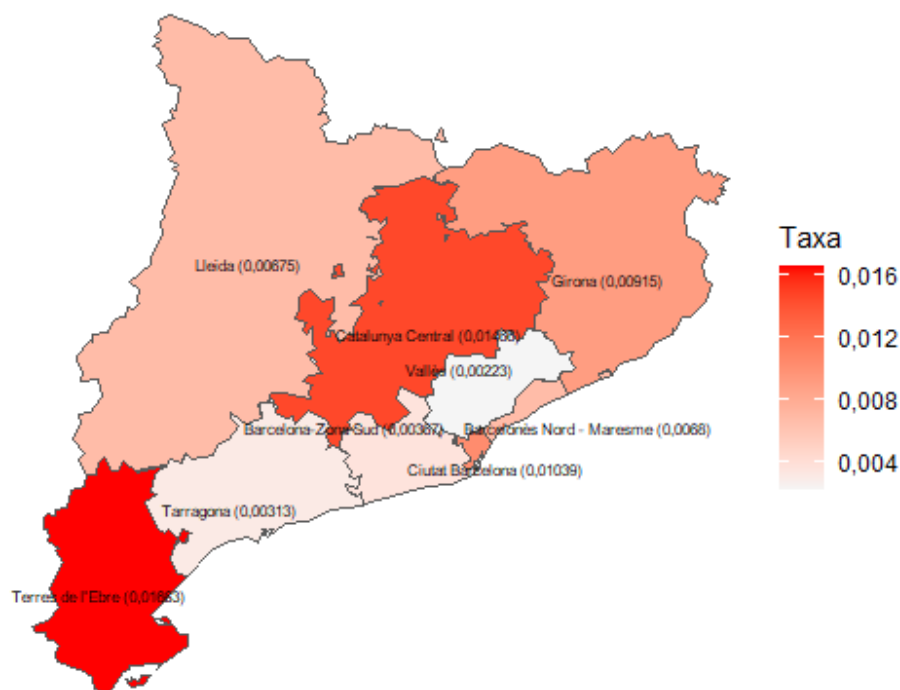 Lleida (0,00675)
Girona (0,00915)
Catalunya Central (0,01433)
Vallès (0,00223)
Barcelona-Zona Sud (0,00367)
Barcelonès Nord - Maresme (0,0068)
Ciutat Barcelona (0,01039)
Tarragona (0,00313)
Terres de l'Ebre (0,01663)
Taxa
0,016
0,012
0,008
0,004